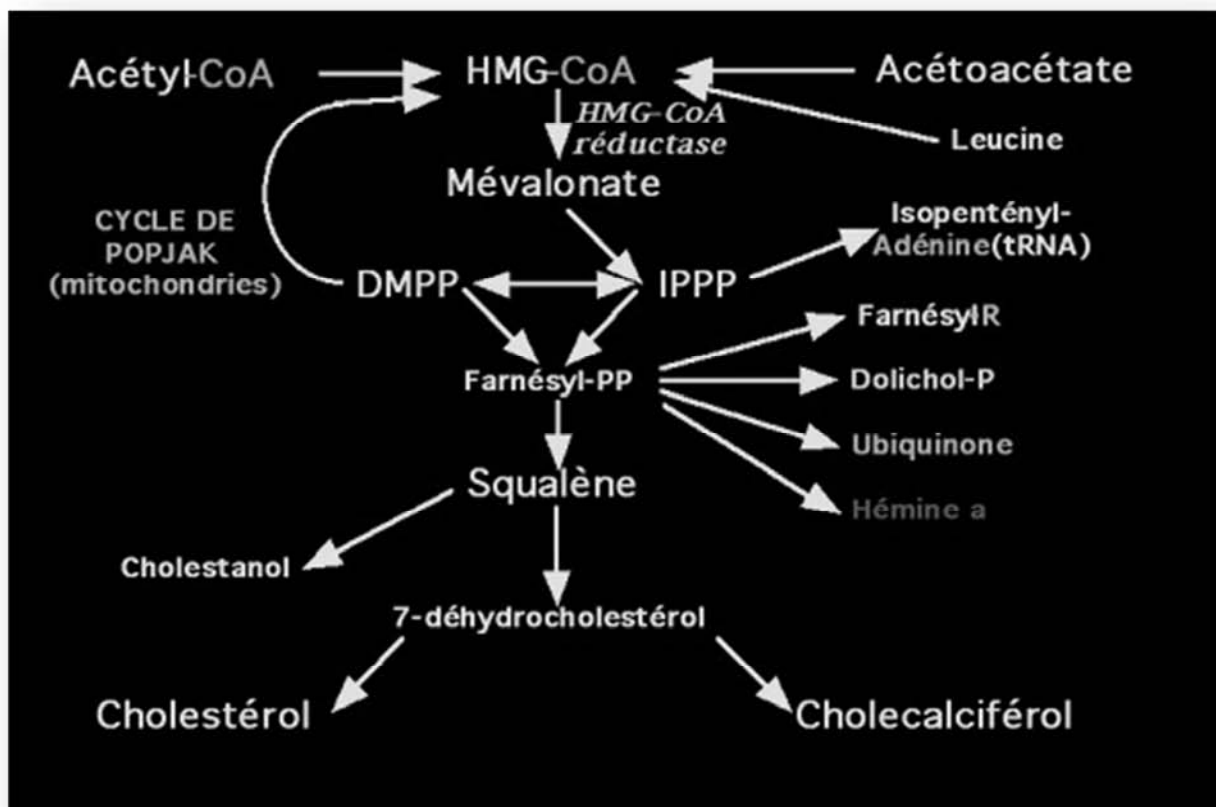 Acétyl-CoA
HMG-CoA
Acétoacétate
HMG-CoA
réductase
Leucine
Mévalonate
CYCLE DE
POPJAK
(mitochondries)
Isopentényl-
Adénine(tRNA)
DMPP
IPPP
Farnésyl-R
Farnésyl-PP
Dolichol-P
Ubiquinone
Squalène
Hémine a
Cholestanol
7-déhydrocholestérol
Cholestérol
Cholecalciférol